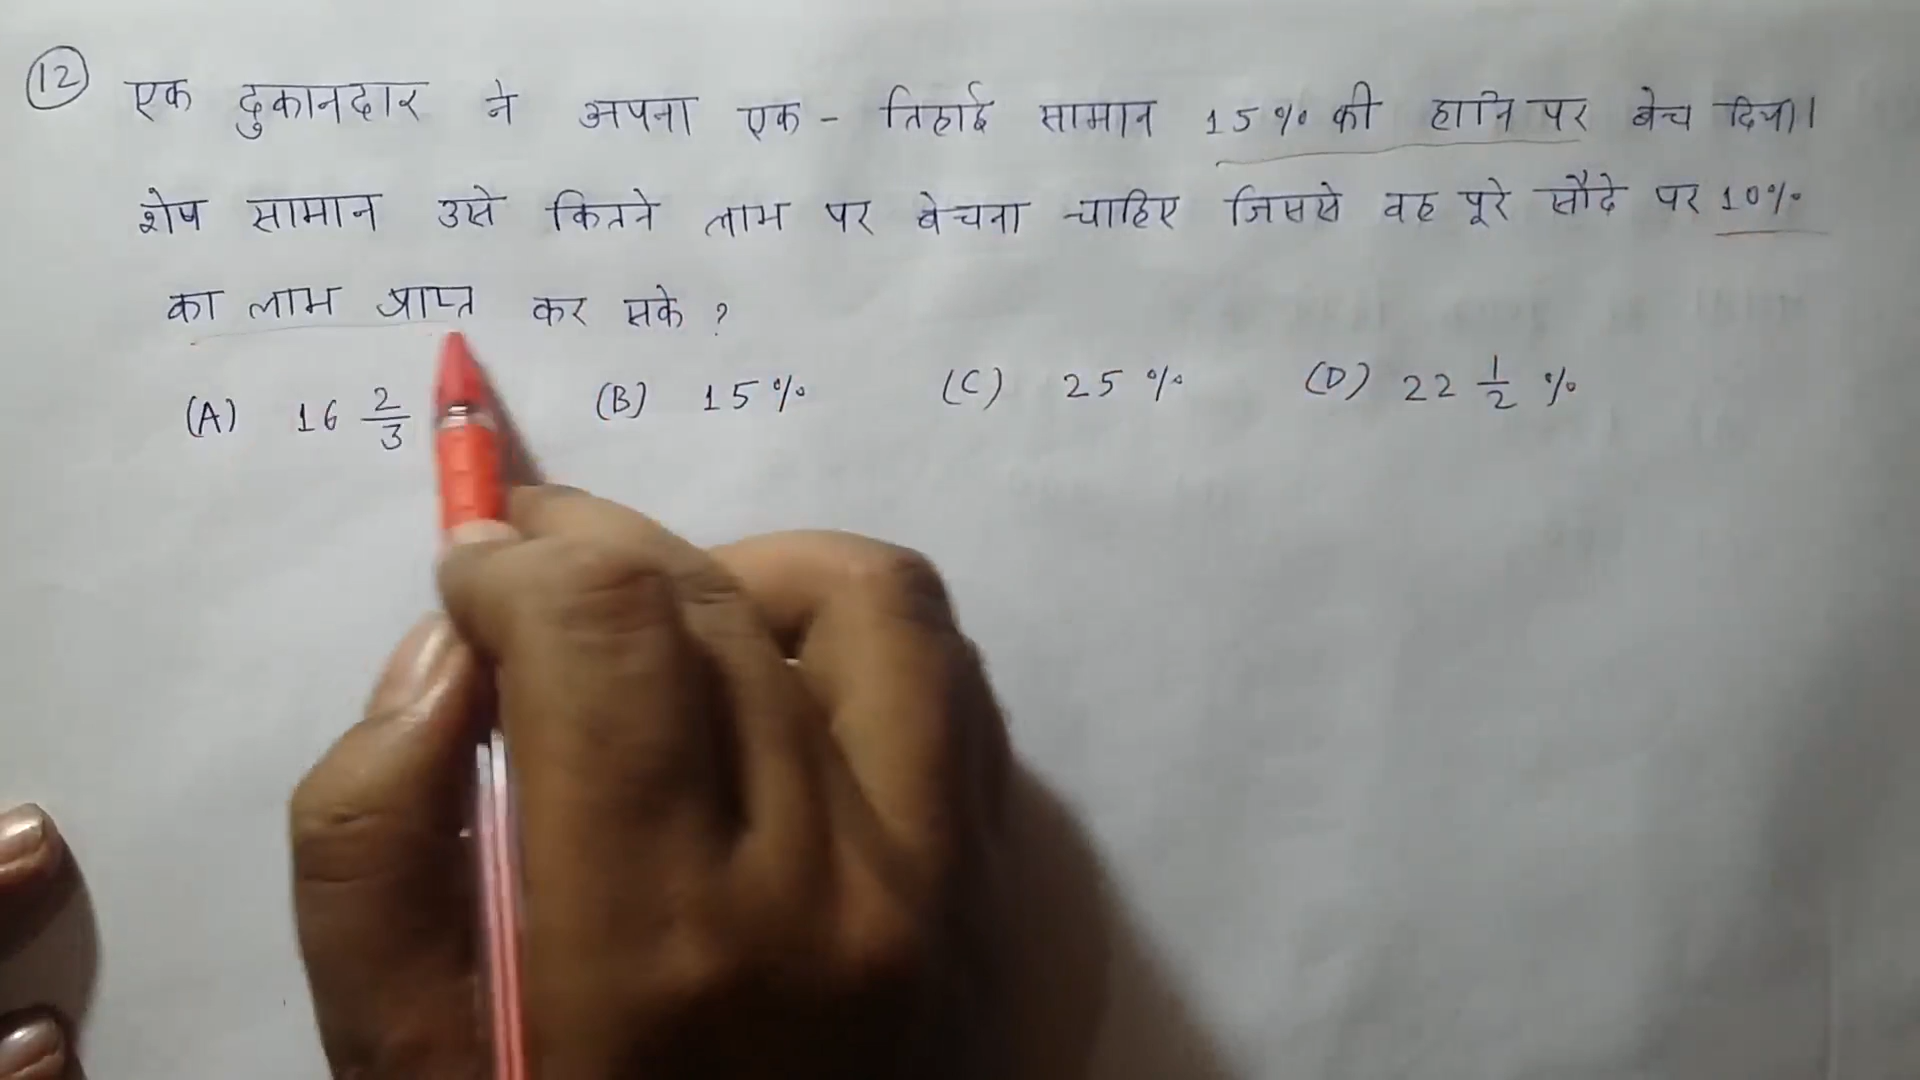 12 एक दुकानदार ने अपना एक - तिहाई सामान 15% की हानि पर बेच दिया।
शेष सामान उसे कितने लाभ पर बेचना चाहिए जिससे वह पूरे सौदे पर 10%
का लाभ प्राप्त कर सके ?
(A) 16 2/3 (B) 15% (C) 25% (D) 22 1/2 %